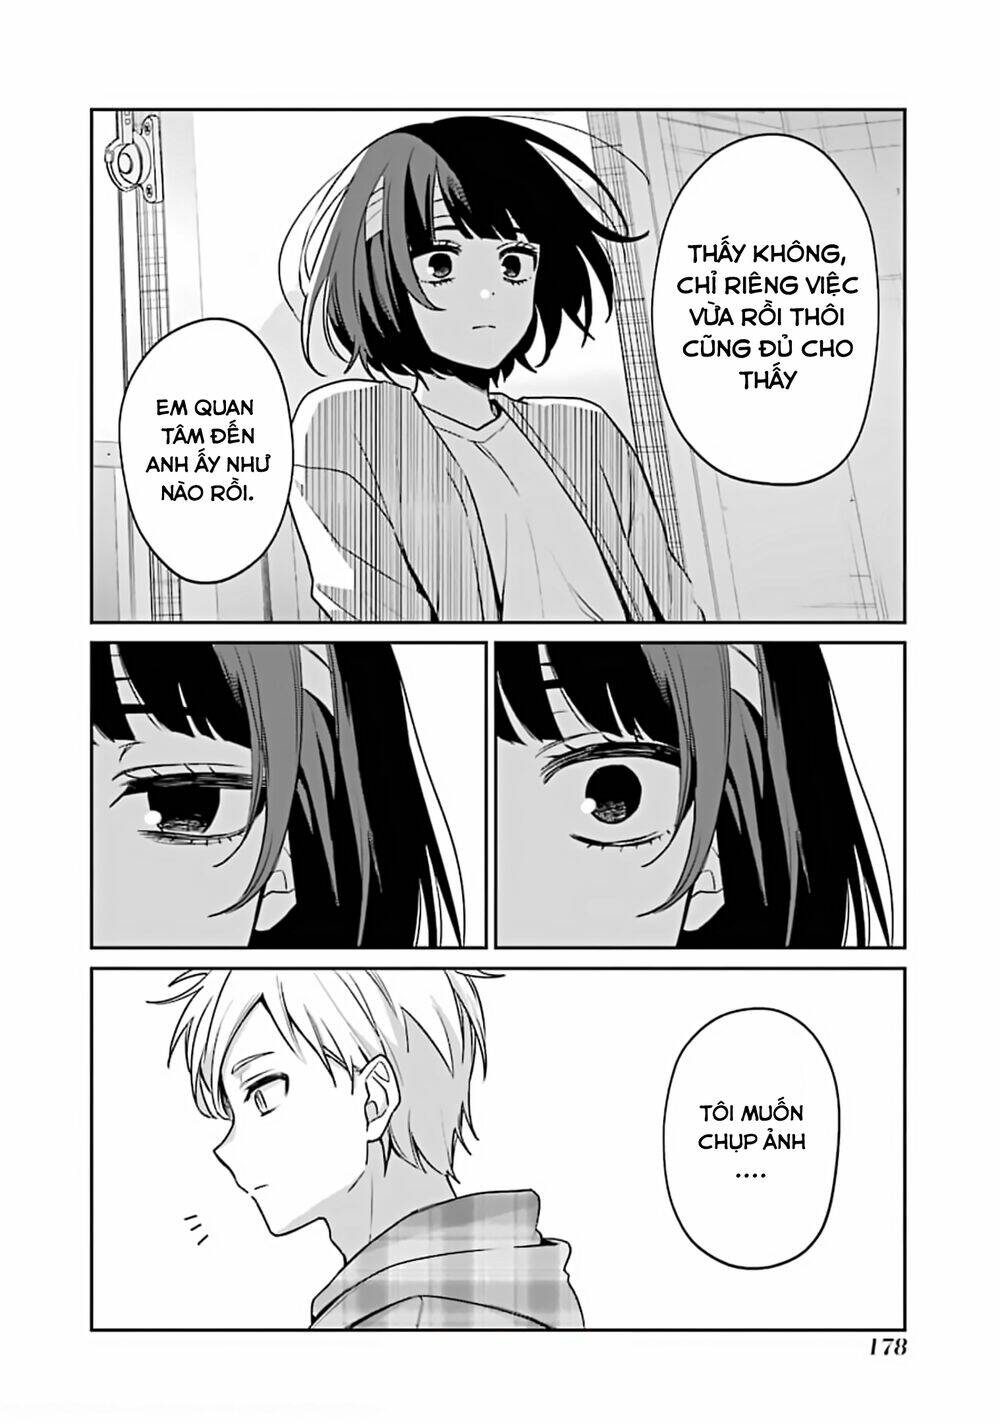 THẤY KHÔNG,
CHỈ RIÊNG VIỆC
VỪA RỒI THÔI
CŨNG ĐỦ CHO
THẤY
EM QUAN
TÂM ĐẾN
ANH ẤY NHƯ
NÀO RỒI.
TÔI MUỐN
CHỤP ẢNH
....
178